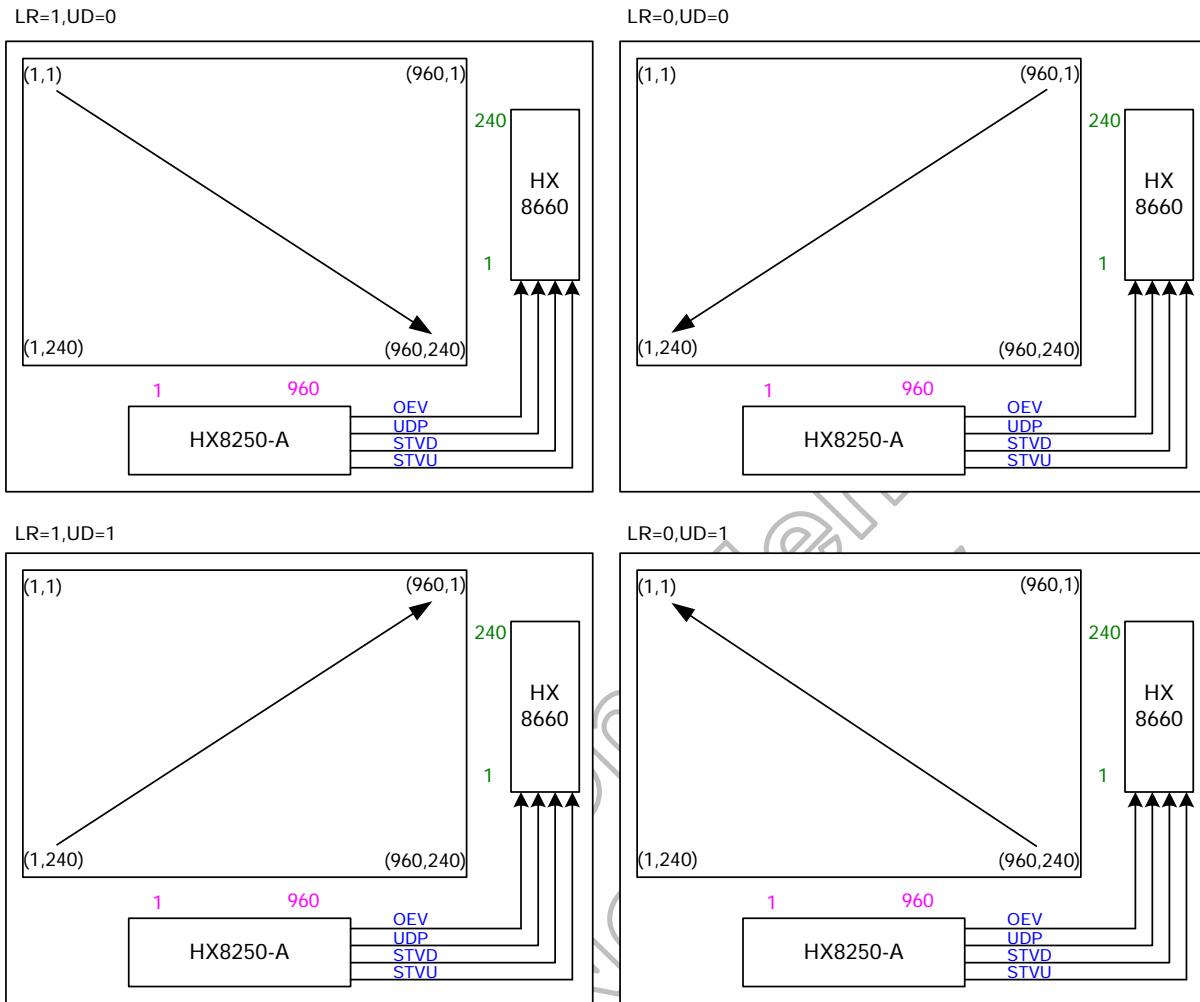 LR=1,UD=0
(1,1)
(960,1)
240
HX
8660
1
(1,240)
(960,240)
1
960
HX8250-A
OEV
UDP
STVD
STVU
LR=0,UD=0
(1,1)
(960,1)
240
HX
8660
1
(1,240)
(960,240)
1
960
HX8250-A
OEV
UDP
STVD
STVU
LR=1,UD=1
(1,1)
(960,1)
240
HX
8660
1
(1,240)
(960,240)
1
960
HX8250-A
OEV
UDP
STVD
STVU
LR=0,UD=1
(1,1)
(960,1)
240
HX
8660
1
(1,240)
(960,240)
1
960
HX8250-A
OEV
UDP
STVD
STVU